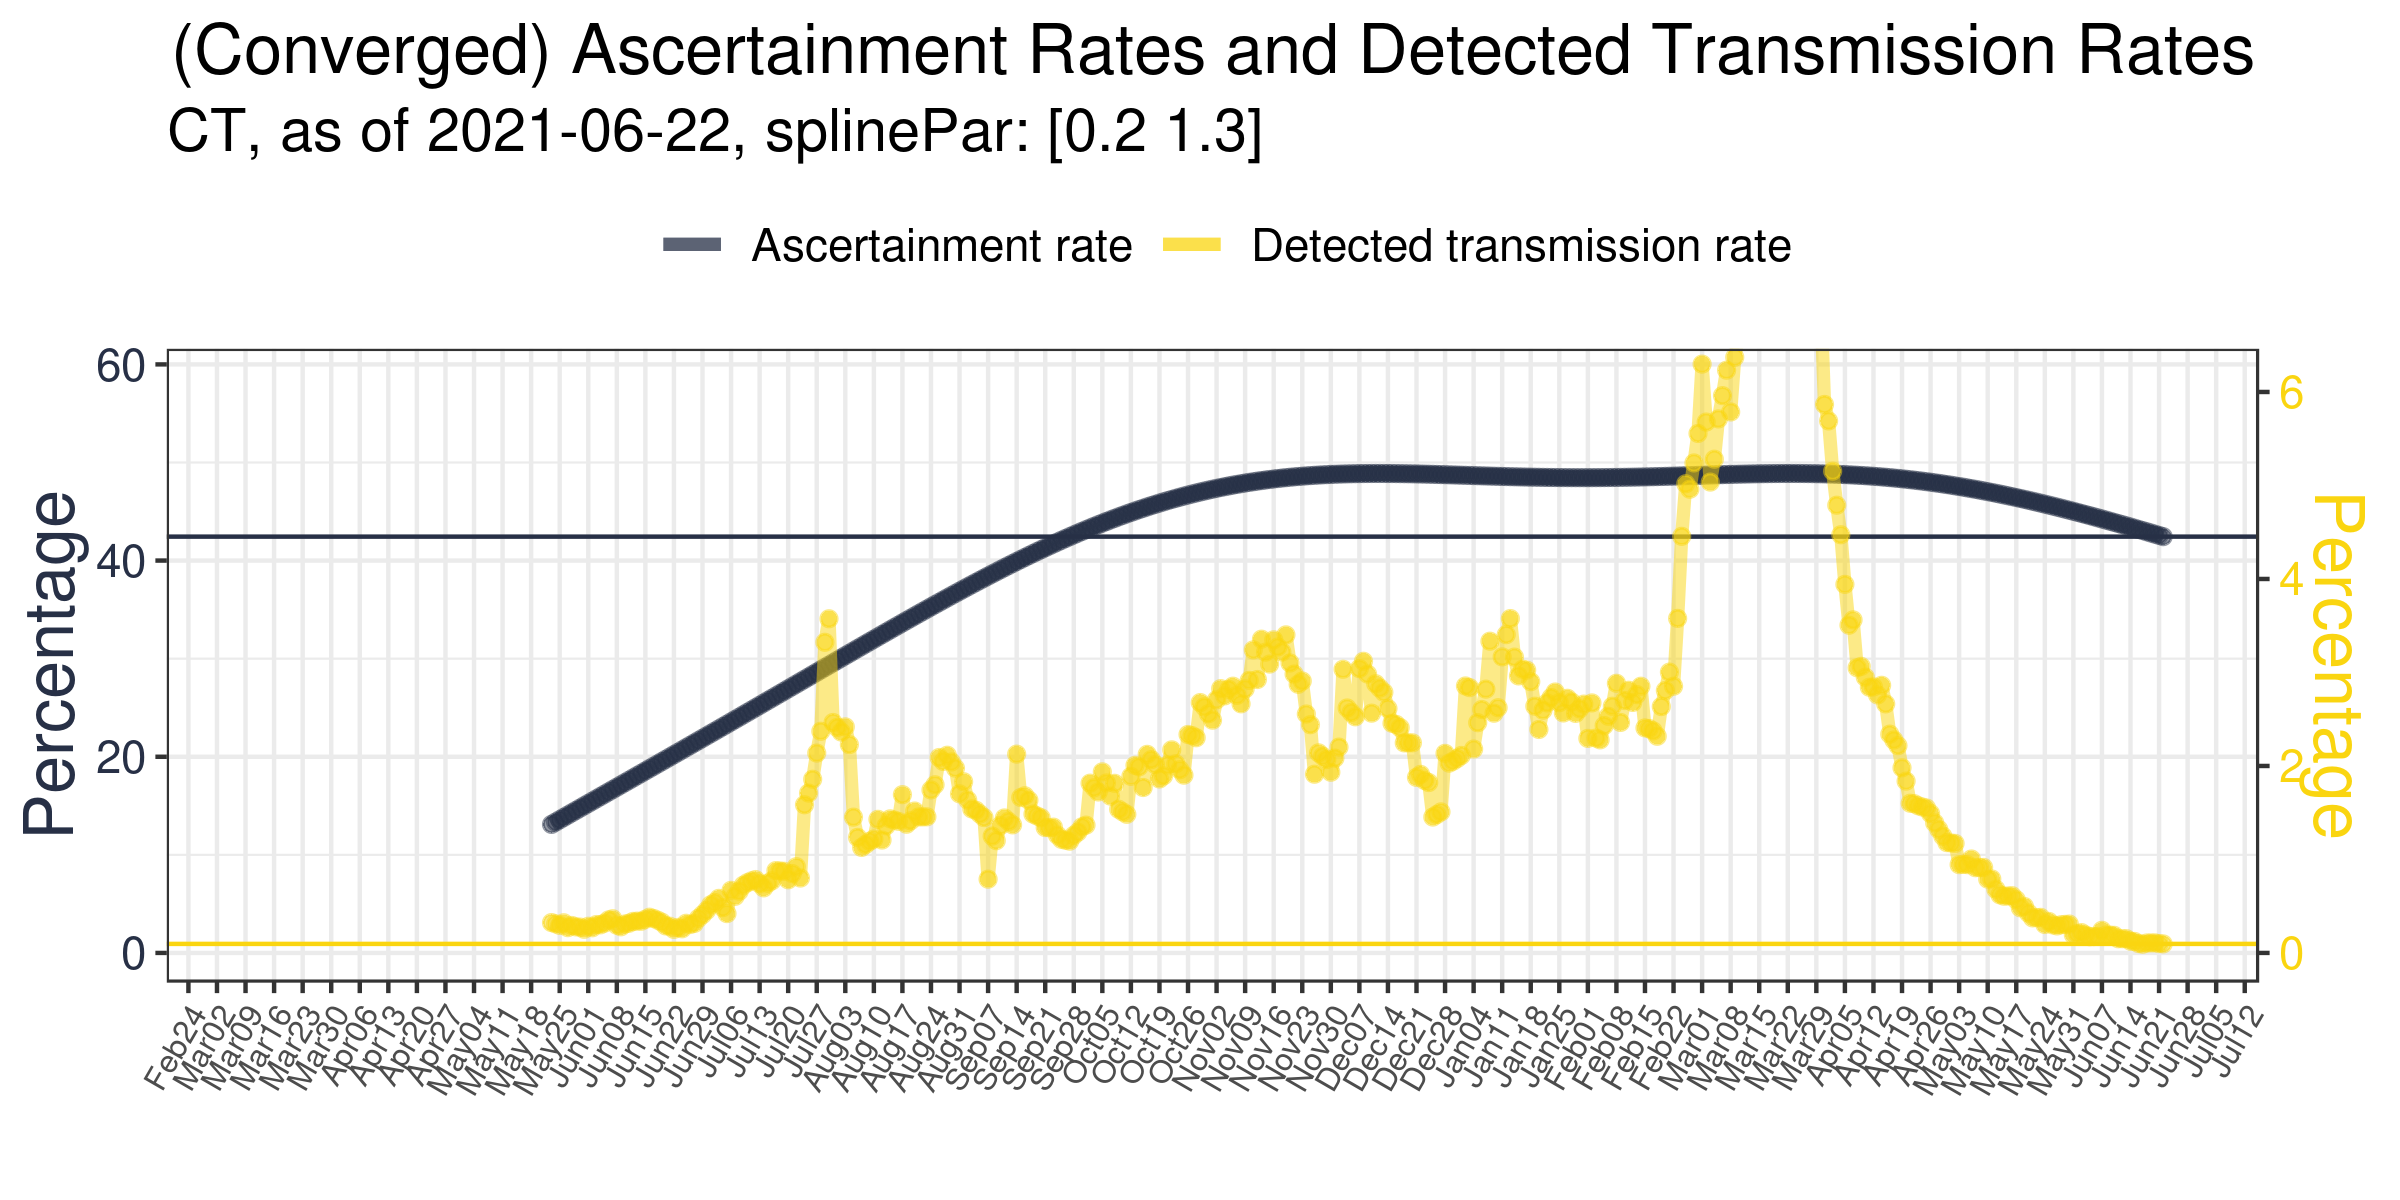 (Converged) Ascertainment Rates and Detected Transmission Rates
CT, as of 2021-06-22, splinePar: [0.2 1.3]
Ascertainment rate Detected transmission rate
Percentage
60
40
20
0
6
4
2
0
Percentage
Feb24 Mar02 Mar09 Mar16 Mar23 Mar30 Apr06 Apr13 Apr20 Apr27 May04 May11 May18 May25 Jun01 Jun08 Jun15 Jun22 Jun29 Jul06 Jul13 Jul20 Jul27 Aug03 Aug10 Aug17 Aug24 Aug31 Sep07 Sep14 Sep21 Sep28 Oct05 Oct12 Oct19 Oct26 Nov02 Nov09 Nov16 Nov23 Nov30 Dec07 Dec14 Dec21 Dec28 Jan04 Jan11 Jan18 Jan25 Feb01 Feb08 Feb15 Feb22 Mar01 Mar08 Mar15 Mar22 Mar29 Apr05 Apr12 Apr19 Apr26 May03 May10 May17 May24 May31 Jun07 Jun14 Jun21 Jun28 Jul05 Jul12